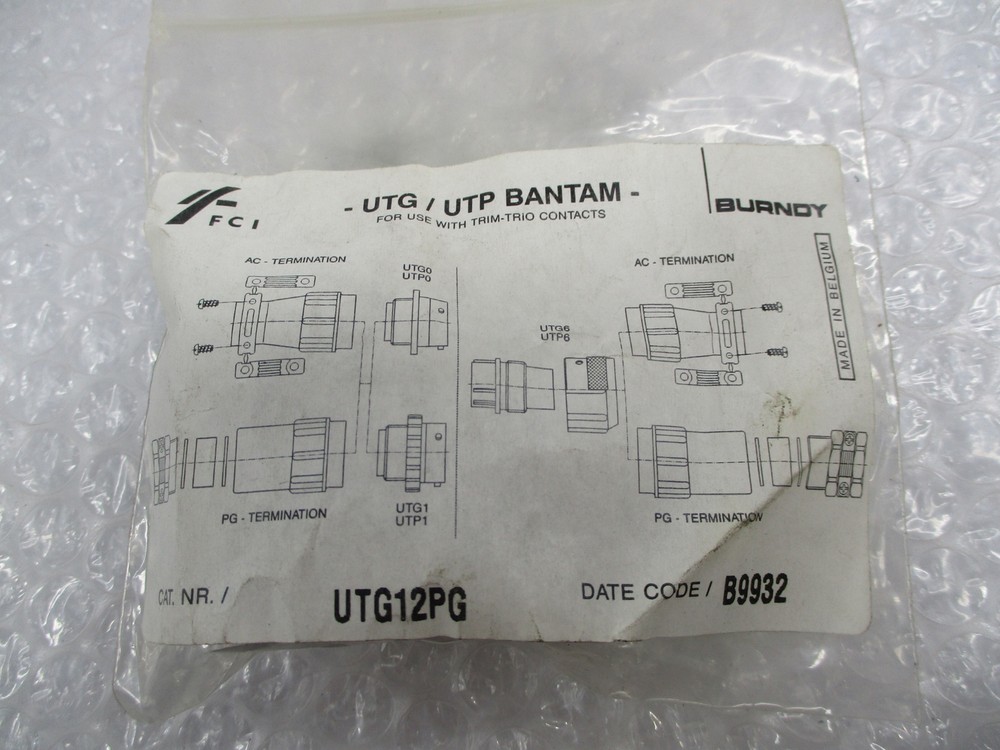 FCI
- UTG / UTP BANTAM -
FOR USE WITH TRIM-TRIO CONTACTS
BURNDY
MADE IN BELGIUM
AC - TERMINATION
UTG0
UTP0
AC - TERMINATION
UTG6
UTP6
PG - TERMINATION
UTG1
UTP1
PG - TERMINATION
CAT. NR. / UTG12PG
DATE CODE / B9932